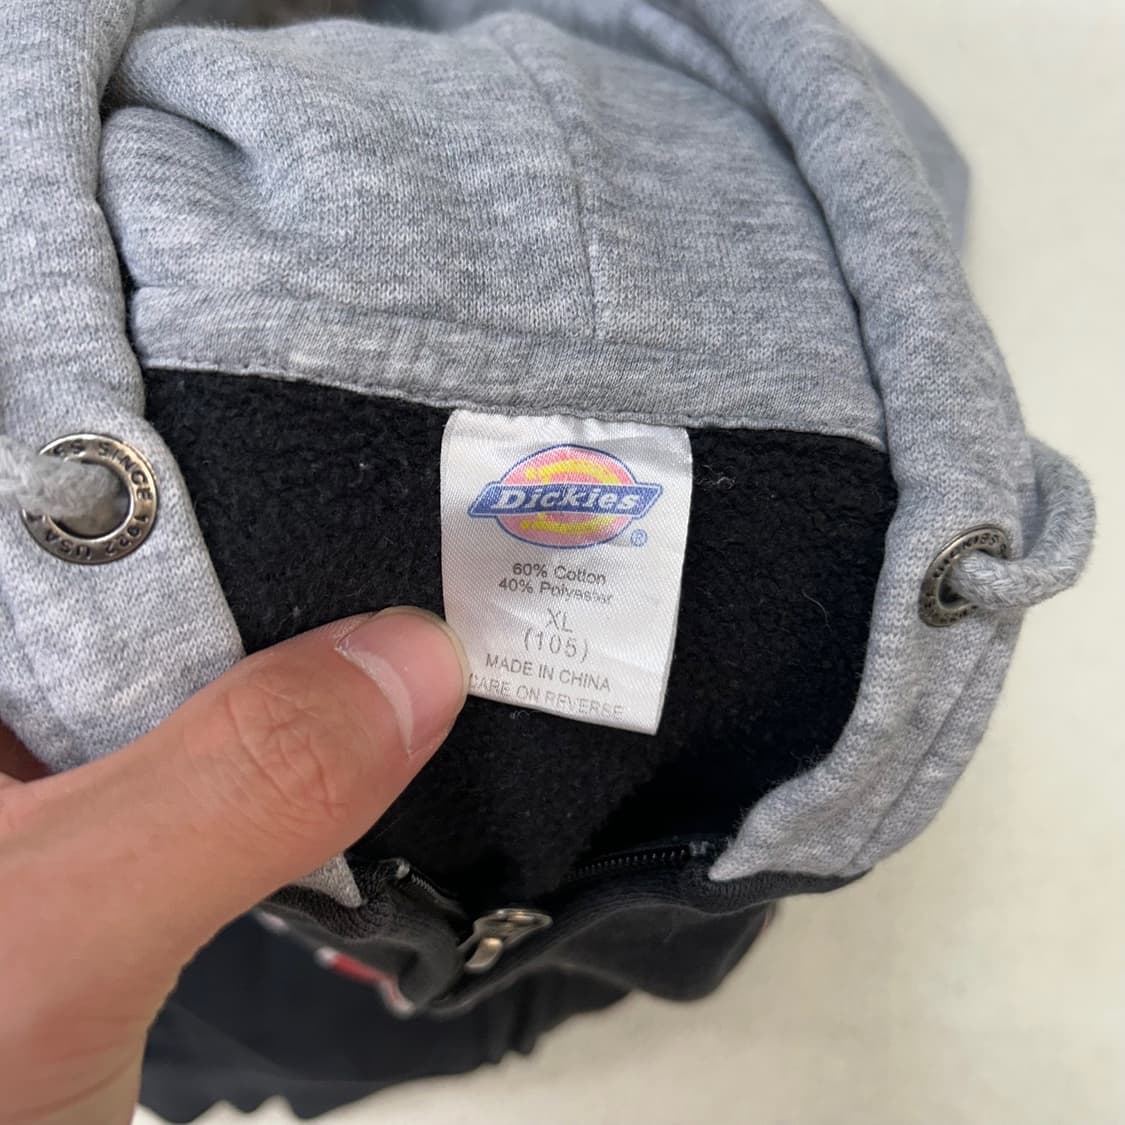 Dickies
®
60% Cotton
40% Polyester
XL
(105)
MADE IN CHINA
CARE ON REVERSE
SINCE 1922 USA